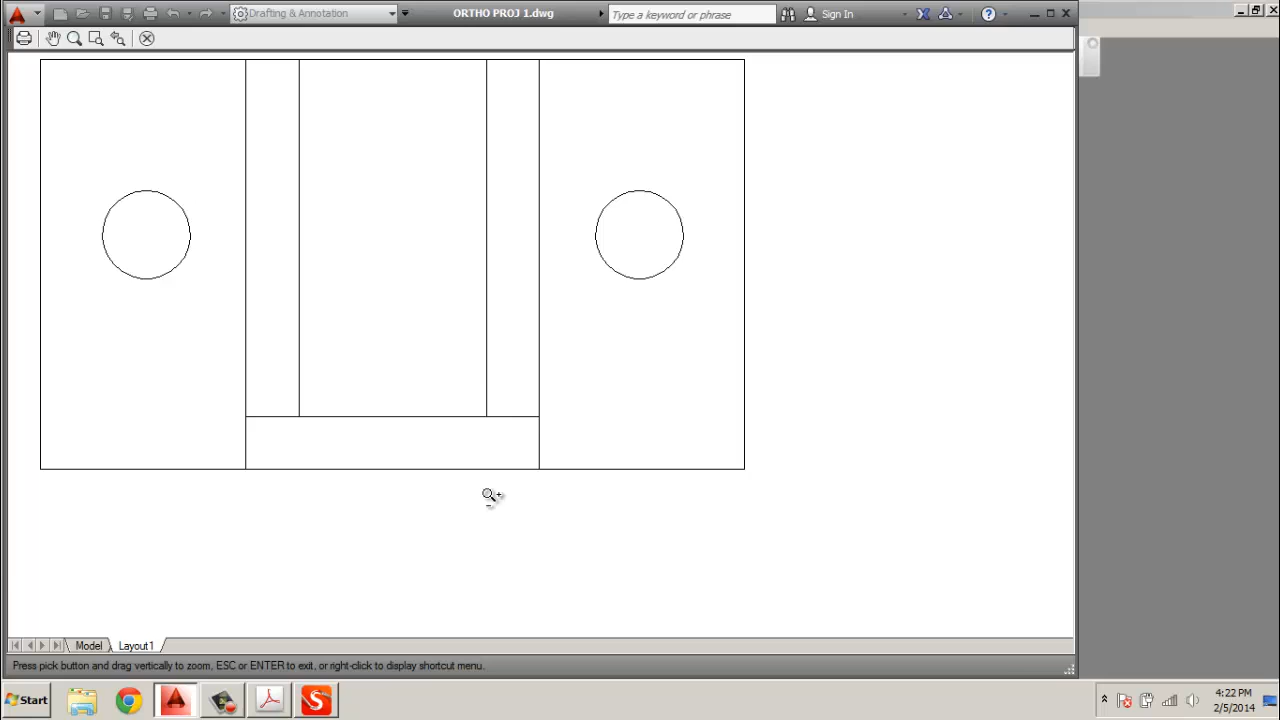 Drafting & Annotation
ORTHO PROJ 1.dwg
Type a keyword or phrase
Sign In
Model
Layout1
Press pick button and drag vertically to zoom, ESC or ENTER to exit, or right-click to display shortcut menu.
Start
4:22 PM
2/5/2014